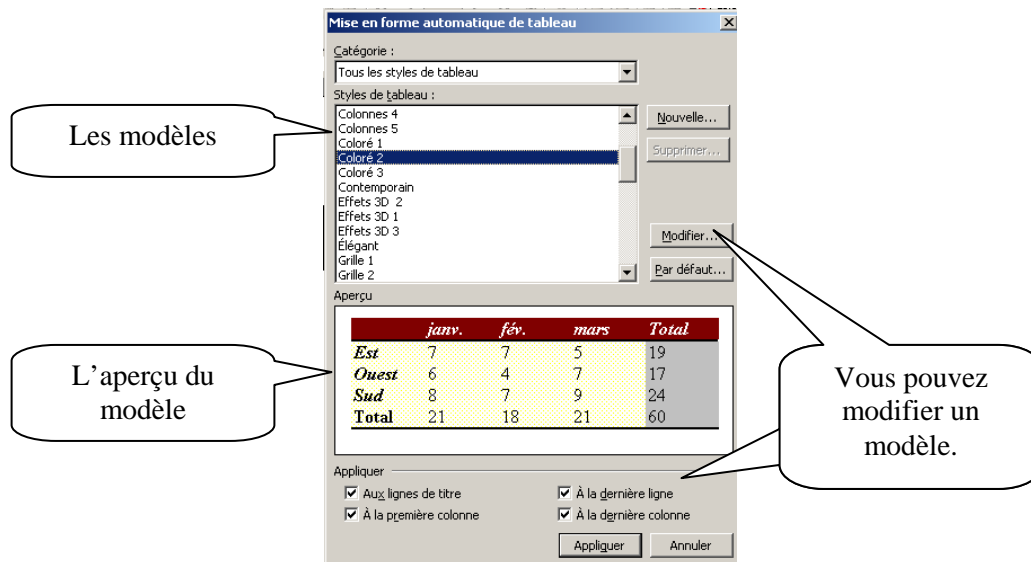 Mise en forme automatique de tableau
Catégorie :
Tous les styles de tableau
Styles de tableau :
Colonnes 4
Colonnes 5
Coloré 1
Coloré 2
Coloré 3
Contemporain
Effets 3D 2
Effets 3D 1
Effets 3D 3
Élégant
Grille 1
Grille 2
Nouvelle...
Supprimer...
Modifier...
Par défaut...
Les modèles
Aperçu
janv. fév. mars Total
Est 7 7 5 19
Ouest 6 4 7 17
Sud 8 7 9 24
Total 21 18 21 60
L'aperçu du
modèle
Vous pouvez
modifier un
modèle.
Appliquer
Aux lignes de titre
À la dernière ligne
À la première colonne
À la dernière colonne
Appliquer
Annuler